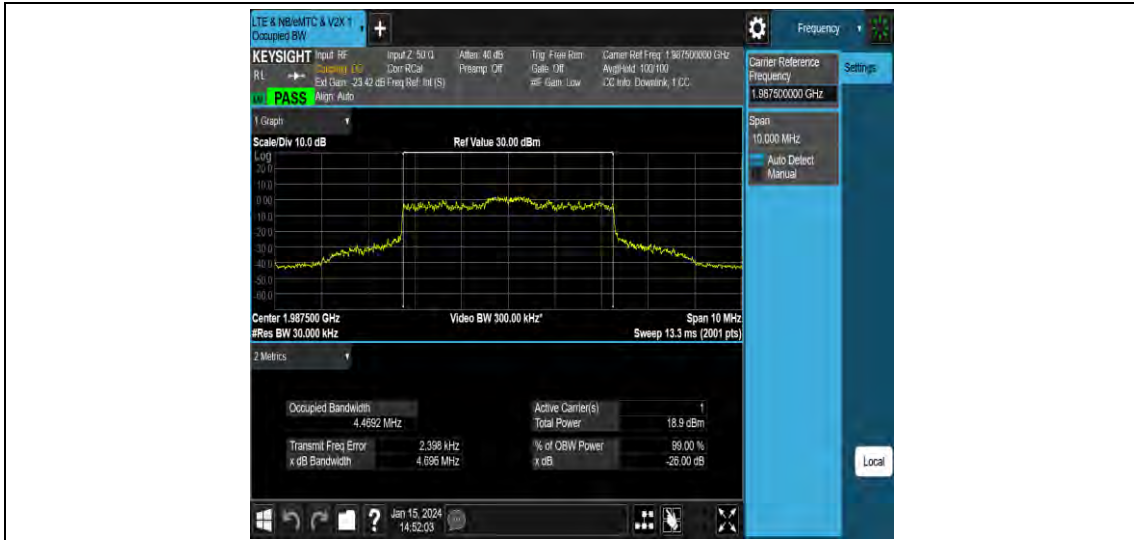 LTE & NB/eMTC & V2X 1
Occupied BW
+
Frequency
KEYSIGHT
Input: RF
Input Z: 50 Ω
Atten: 40 dB
Trig: Free Run
Carrier Ref Freq: 1.987500000 GHz
RL
Coupling: DC
Corr RCal
Preamp: Off
Gate: Off
Avg|Hold: 100/100
Ext Gain: -23.42 dB
Freq Ref: Int (S)
#IF Gain: Low
CC Info: Downlink, 1 CC
PASS
Align: Auto
Carrier Reference
Frequency
1.987500000 GHz
Settings
Span
10.000 MHz
Auto Detect
Manual
1 Graph
Scale/Div 10.0 dB
Ref Value 30.00 dBm
Log
20.0
10.0
0.00
-10.0
-20.0
-30.0
-40.0
-50.0
-60.0
Center 1.987500 GHz
Video BW 300.00 kHz*
Span 10 MHz
#Res BW 30.000 kHz
Sweep 13.3 ms (2001 pts)
2 Metrics
Occupied Bandwidth
4.4692 MHz
Active Carrier(s)
1
Total Power
18.9 dBm
Transmit Freq Error
2.398 kHz
% of OBW Power
99.00 %
x dB Bandwidth
4.696 MHz
x dB
-26.00 dB
Local
?
Jan 15, 2024
14:52:03